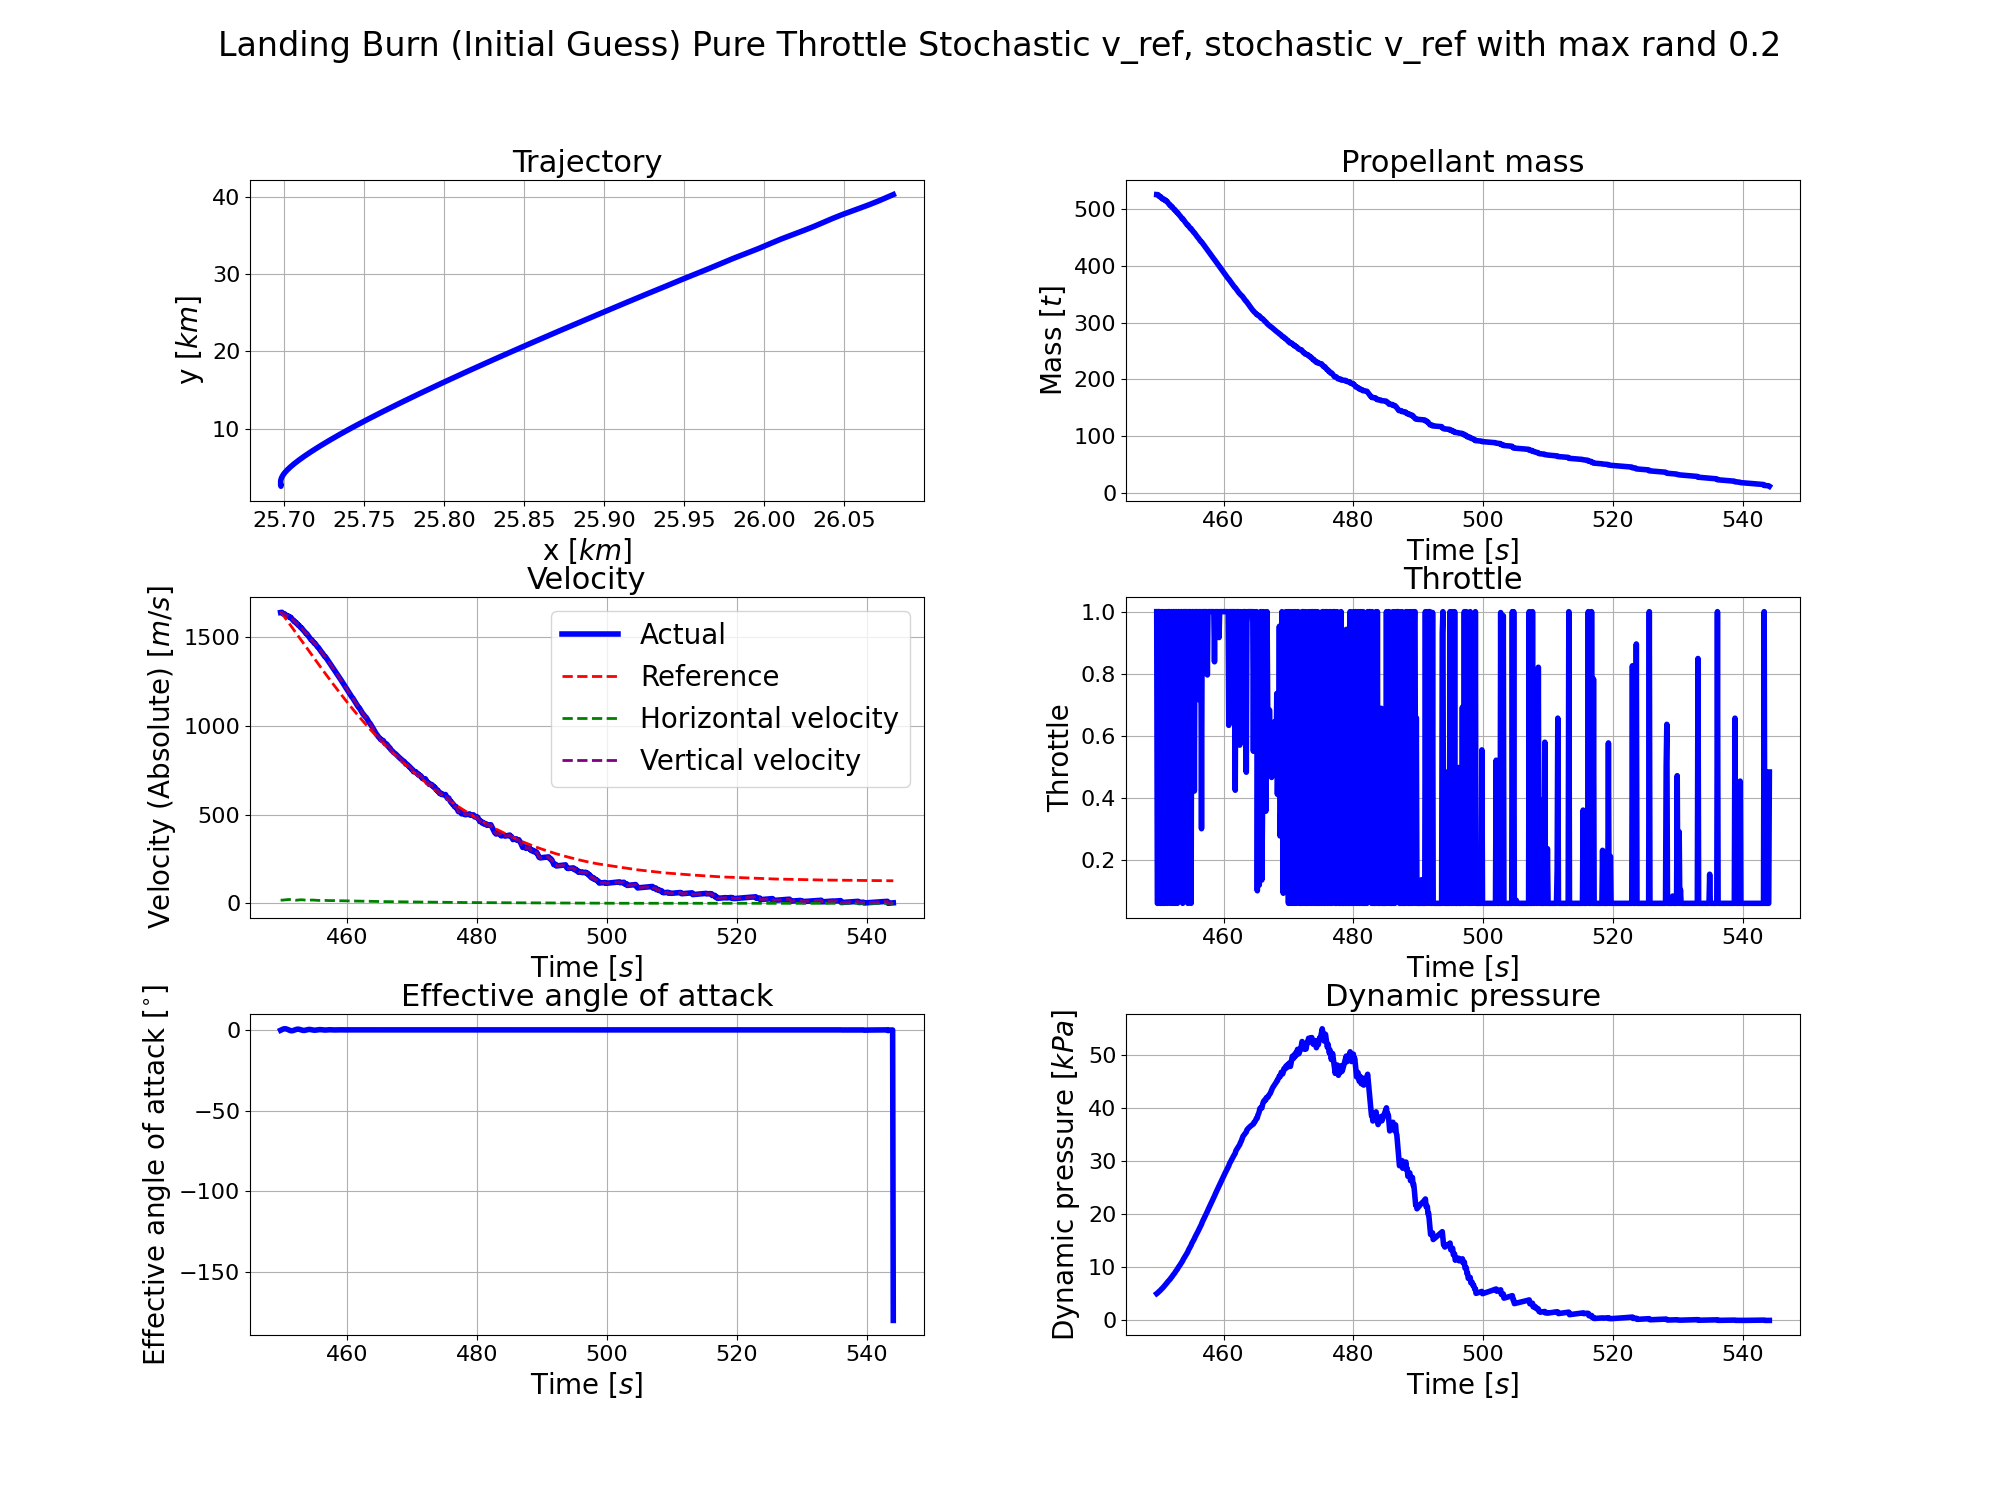 Landing Burn (Initial Guess) Pure Throttle Stochastic v_ref, stochastic v_ref with max rand 0.2
Trajectory
y [km]
40
30
20
10
25.70 25.75 25.80 25.85 25.90 25.95 26.00 26.05
x [km]
Propellant mass
Mass [t]
500
400
300
200
100
0
460 480 500 520 540
Time [s]
Velocity
Velocity (Absolute) [m/s]
1500
1000
500
0
Actual
Reference
Horizontal velocity
Vertical velocity
460 480 500 520 540
Time [s]
Throttle
Throttle
1.0
0.8
0.6
0.4
0.2
460 480 500 520 540
Time [s]
Effective angle of attack
Effective angle of attack [°]
0
−50
−100
−150
460 480 500 520 540
Time [s]
Dynamic pressure
Dynamic pressure [kPa]
50
40
30
20
10
0
460 480 500 520 540
Time [s]